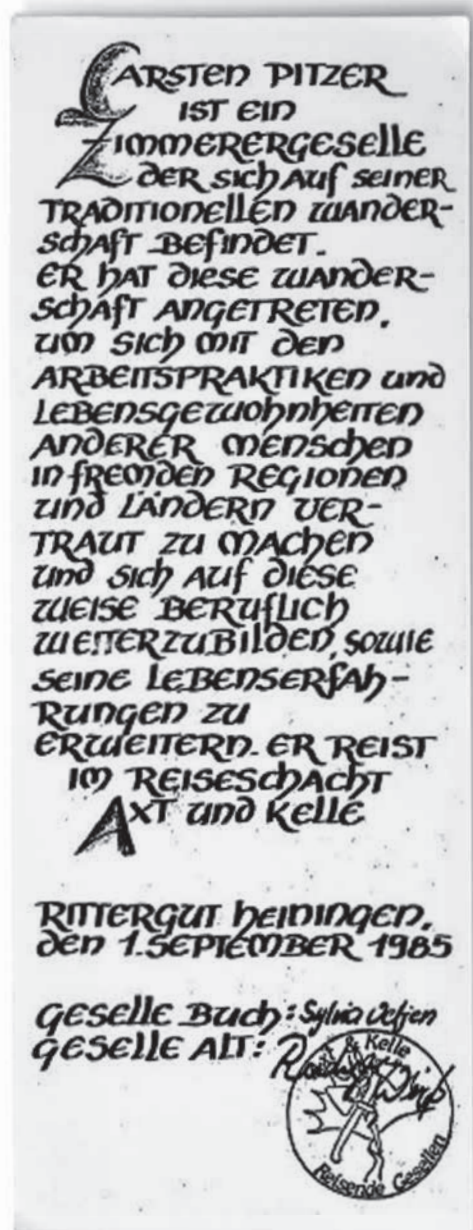 Carsten Pitzer
ist ein
Zimmerergeselle
der sich auf seiner
traditionellen Wander-
schaft befindet.
Er hat diese Wander-
schaft angetreten,
um sich mit den
Arbeitspraktiken und
Lebensgewohnheiten
anderer Menschen
in fremden Regionen
und Ländern ver-
traut zu machen
und sich auf diese
Weise beruflich
weiterzubilden, sowie
seine Lebenserfah-
rungen zu
erweitern. Er reist
im Reiseschacht
Axt und Kelle
Rittergut Heiningen,
den 1. September 1985
Geselle Buch: Sylvia
Geselle Alt:
Axt & Kelle
Reisende Gesellen